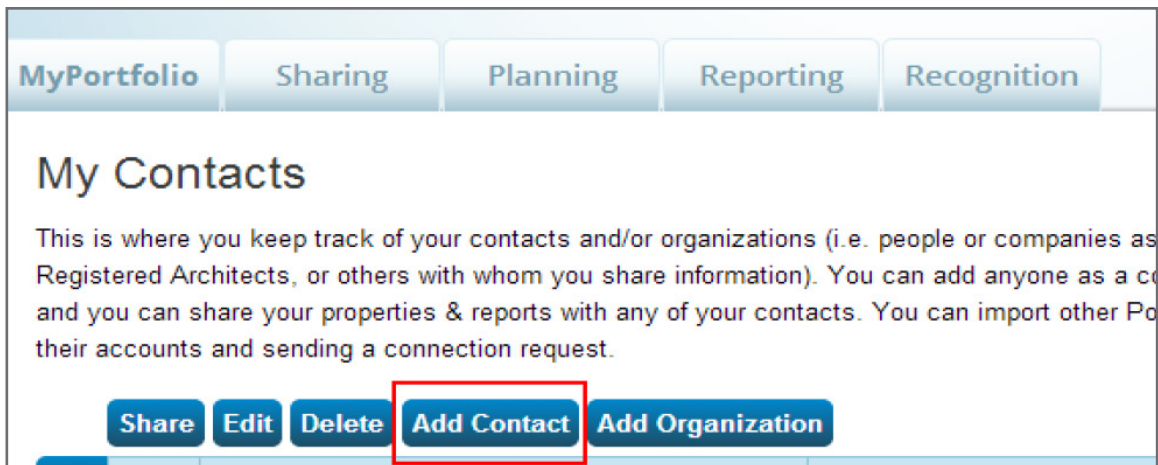 MyPortfolio Sharing Planning Reporting Recognition
My Contacts
This is where you keep track of your contacts and/or organizations (i.e. people or companies as
Registered Architects, or others with whom you share information). You can add anyone as a
and you can share your properties & reports with any of your contacts. You can import other
their accounts and sending a connection request.
Share Edit Delete Add Contact Add Organization